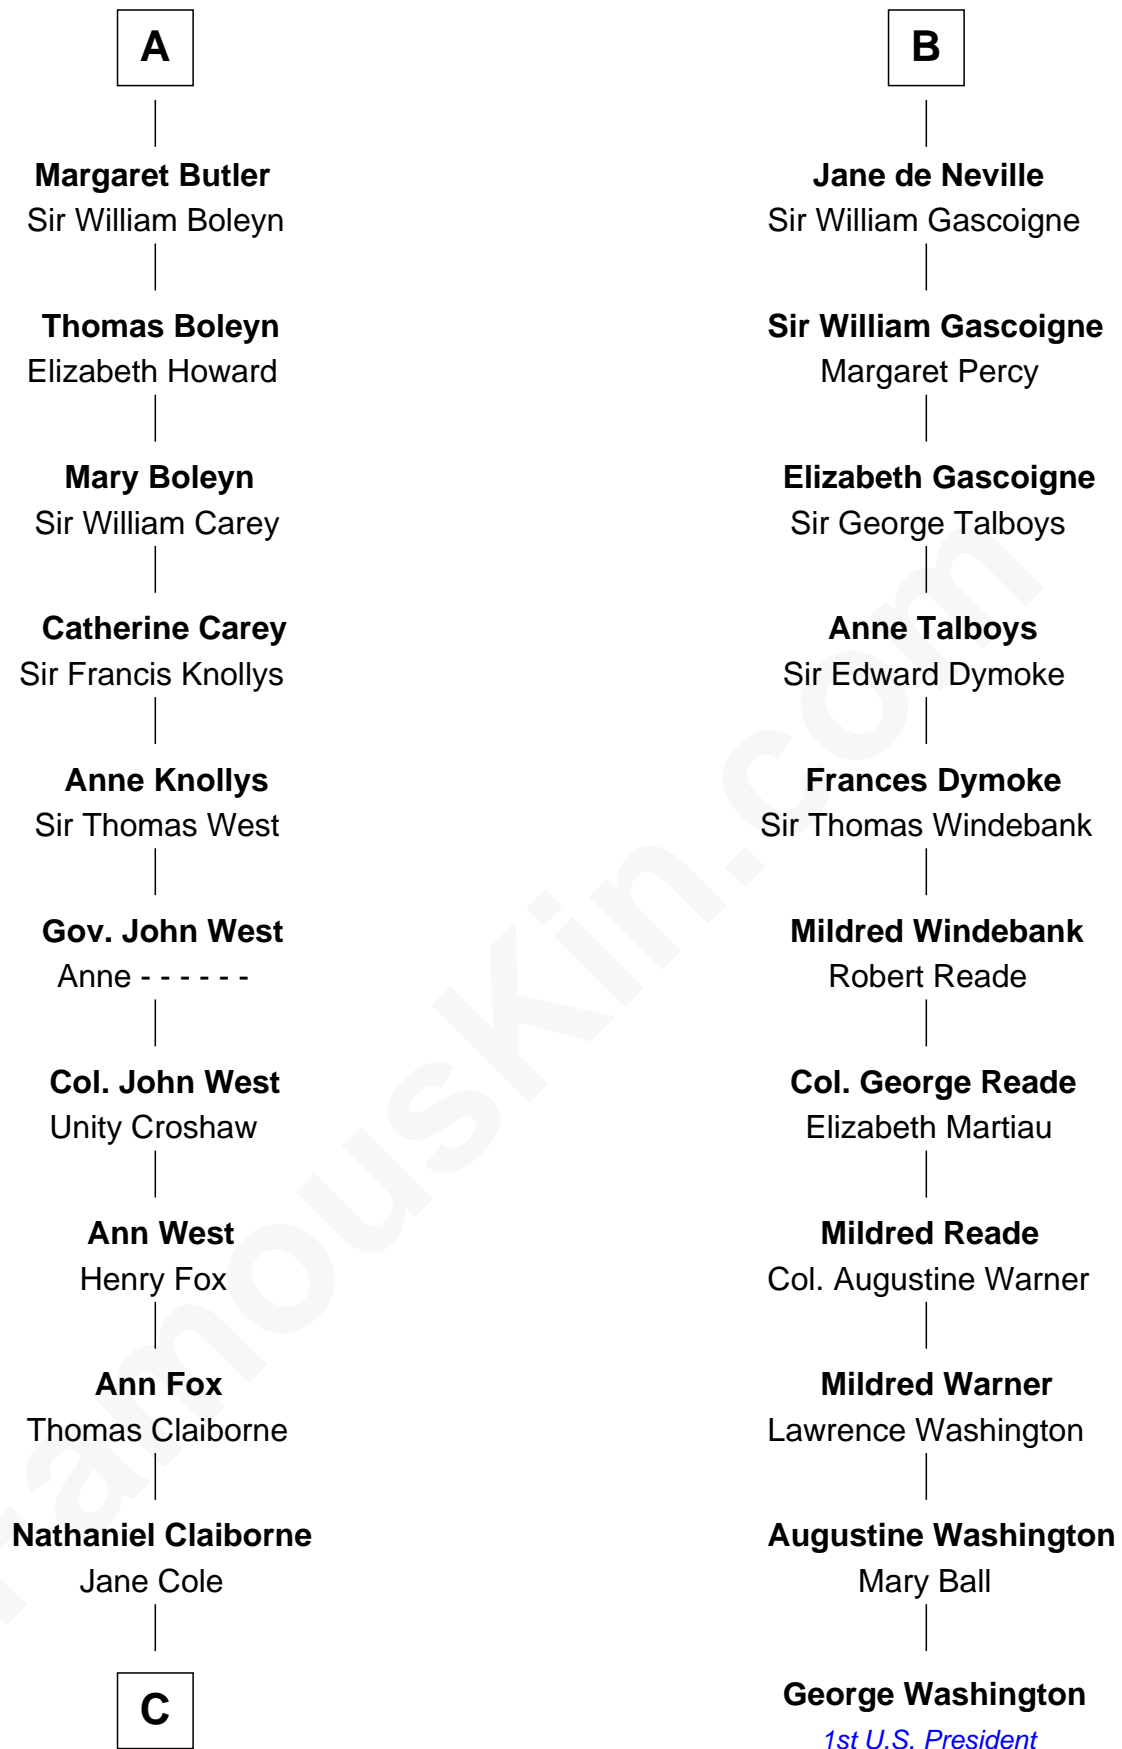 A
Margaret Butler
Sir William Boleyn
Thomas Boleyn
Elizabeth Howard
Mary Boleyn
Sir William Carey
Catherine Carey
Sir Francis Knollys
Anne Knollys
Sir Thomas West
Gov. John West
Anne - - - - - -
Col. John West
Unity Croshaw
Ann West
Henry Fox
Ann Fox
Thomas Claiborne
Nathaniel Claiborne
Jane Cole
C
B
Jane de Neville
Sir William Gascoigne
Sir William Gascoigne
Margaret Percy
Elizabeth Gascoigne
Sir George Talboys
Anne Talboys
Sir Edward Dymoke
Frances Dymoke
Sir Thomas Windebank
Mildred Windebank
Robert Reade
Col. George Reade
Elizabeth Martiau
Mildred Reade
Col. Augustine Warner
Mildred Warner
Lawrence Washington
Augustine Washington
Mary Ball
George Washington
1st U.S. President
FamousKin.com